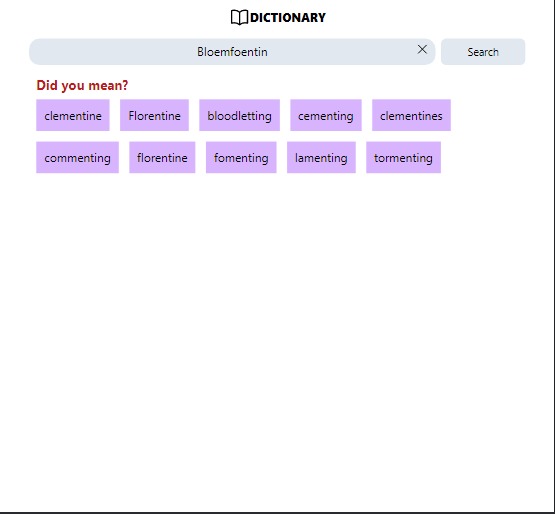 DICTIONARY
Bloemfoentin
Search
Did you mean?
clementine Florentine bloodletting cementing clementines
commenting florentine fomenting lamenting tormenting